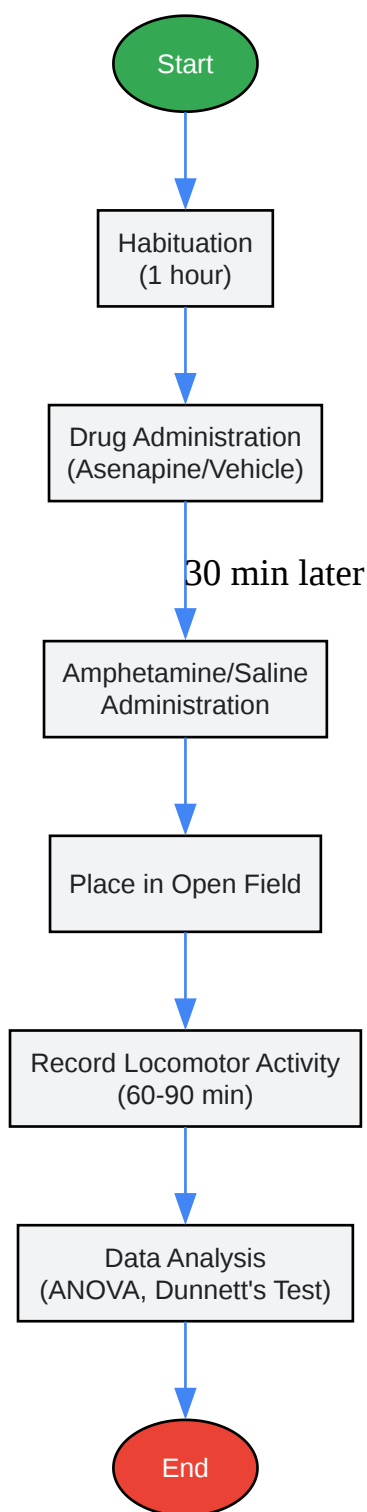 Start
Habituation
(1 hour)
Drug Administration
(Asenapine/Vehicle)
30 min later
Amphetamine/Saline
Administration
Place in Open Field
Record Locomotor Activity
(60-90 min)
Data Analysis
(ANOVA, Dunnett's Test)
End